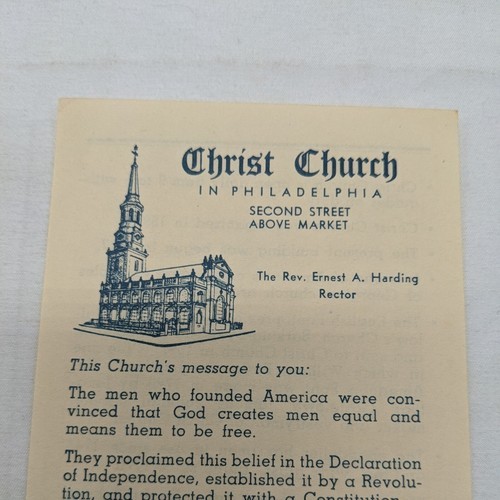 Christ Church
IN PHILADELPHIA
SECOND STREET
ABOVE MARKET
The Rev. Ernest A. Harding
Rector
This Church's message to you:
The men who founded America were con-
vinced that God creates men equal and
means them to be free.
They proclaimed this belief in the Declaration
of Independence, established it by a Revolu-
tion, and protected it with a Constitution.